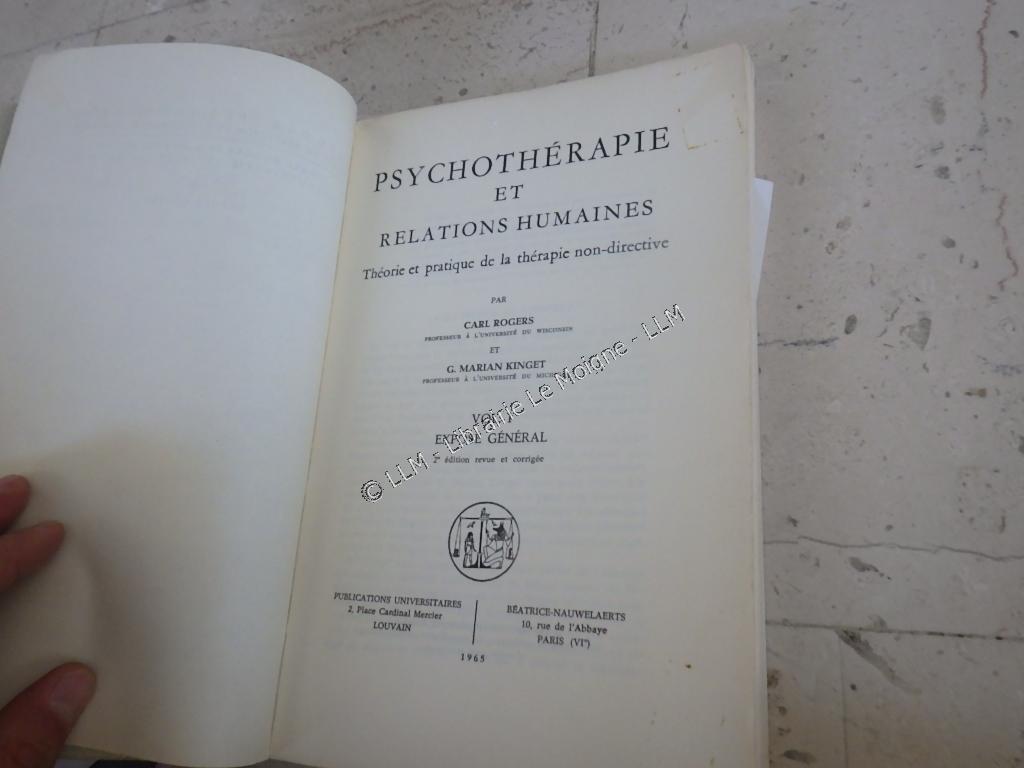 PSYCHOTHÉRAPIE
ET
RELATIONS HUMAINES
Théorie et pratique de la thérapie non-directive
PAR
CARL ROGERS
PROFESSEUR À L'UNIVERSITÉ DU WISCONSIN
ET
G. MARIAN KINGET
PROFESSEUR À L'UNIVERSITÉ DU
GÉNÉRAL
2e édition revue et corrigée
PUBLICATIONS UNIVERSITAIRES
2, Place Cardinal Mercier
LOUVAIN
BÉATRICE-NAUWELAERTS
10, rue de l'Abbaye
PARIS (VIe)
1965
© LLM - Librairie Le Moigne - LLM